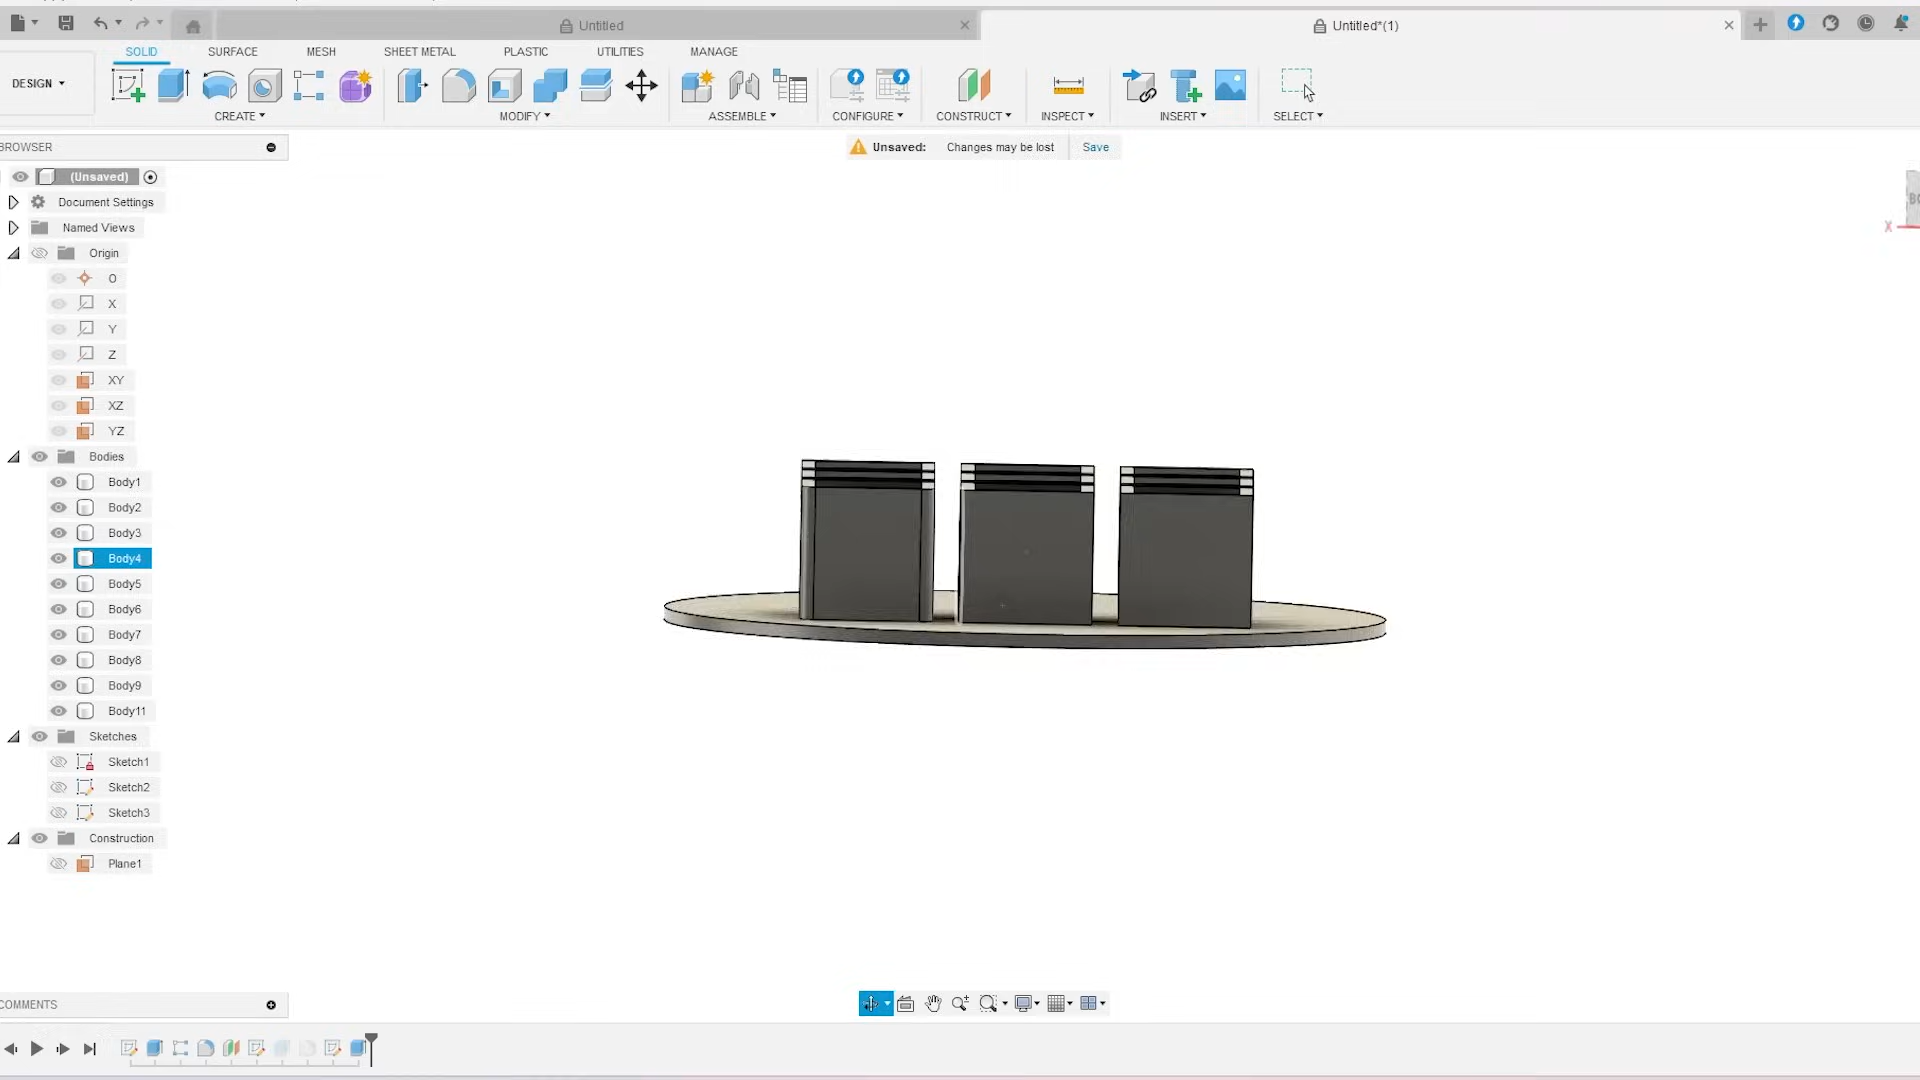 Untitled
Untitled*(1)
SOLID
SURFACE
MESH
SHEET METAL
PLASTIC
UTILITIES
MANAGE
DESIGN
CREATE
MODIFY
ASSEMBLE
CONFIGURE
CONSTRUCT
INSPECT
INSERT
SELECT
BROWSER
Unsaved: Changes may be lost Save
(Unsaved)
Document Settings
Named Views
Origin
O
X
Y
Z
XY
XZ
YZ
Bodies
Body1
Body2
Body3
Body4
Body5
Body6
Body7
Body8
Body9
Body11
Sketches
Sketch1
Sketch2
Sketch3
Construction
Plane1
X
COMMENTS